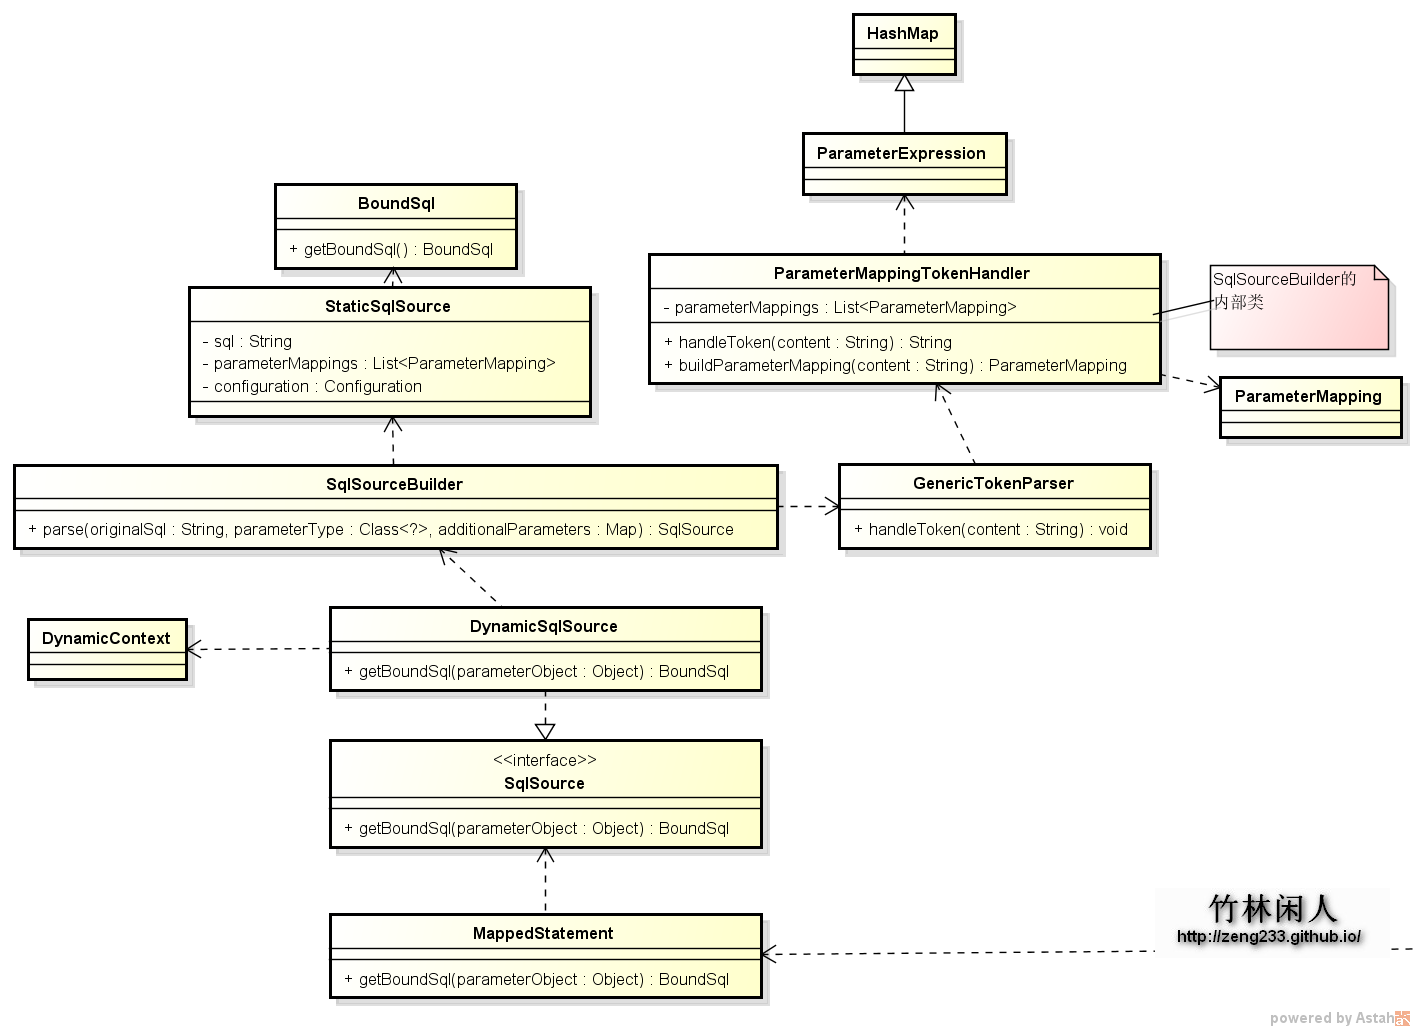 HashMap
ParameterExpression
BoundSql
+ getBoundSql() : BoundSql
StaticSqlSource
- sql : String
- parameterMappings : List<ParameterMapping>
- configuration : Configuration
ParameterMappingTokenHandler
- parameterMappings : List<ParameterMapping>
+ handleToken(content : String) : String
+ buildParameterMapping(content : String) : ParameterMapping
SqlSourceBuilder的
内部类
ParameterMapping
SqlSourceBuilder
+ parse(originalSql : String, parameterType : Class<?>, additionalParameters : Map) : SqlSource
GenericTokenParser
+ handleToken(content : String) : void
DynamicContext
DynamicSqlSource
+ getBoundSql(parameterObject : Object) : BoundSql
<<interface>>
SqlSource
+ getBoundSql(parameterObject : Object) : BoundSql
MappedStatement
+ getBoundSql(parameterObject : Object) : BoundSql
竹林闲人
http://zeng233.github.io/
powered by Astah